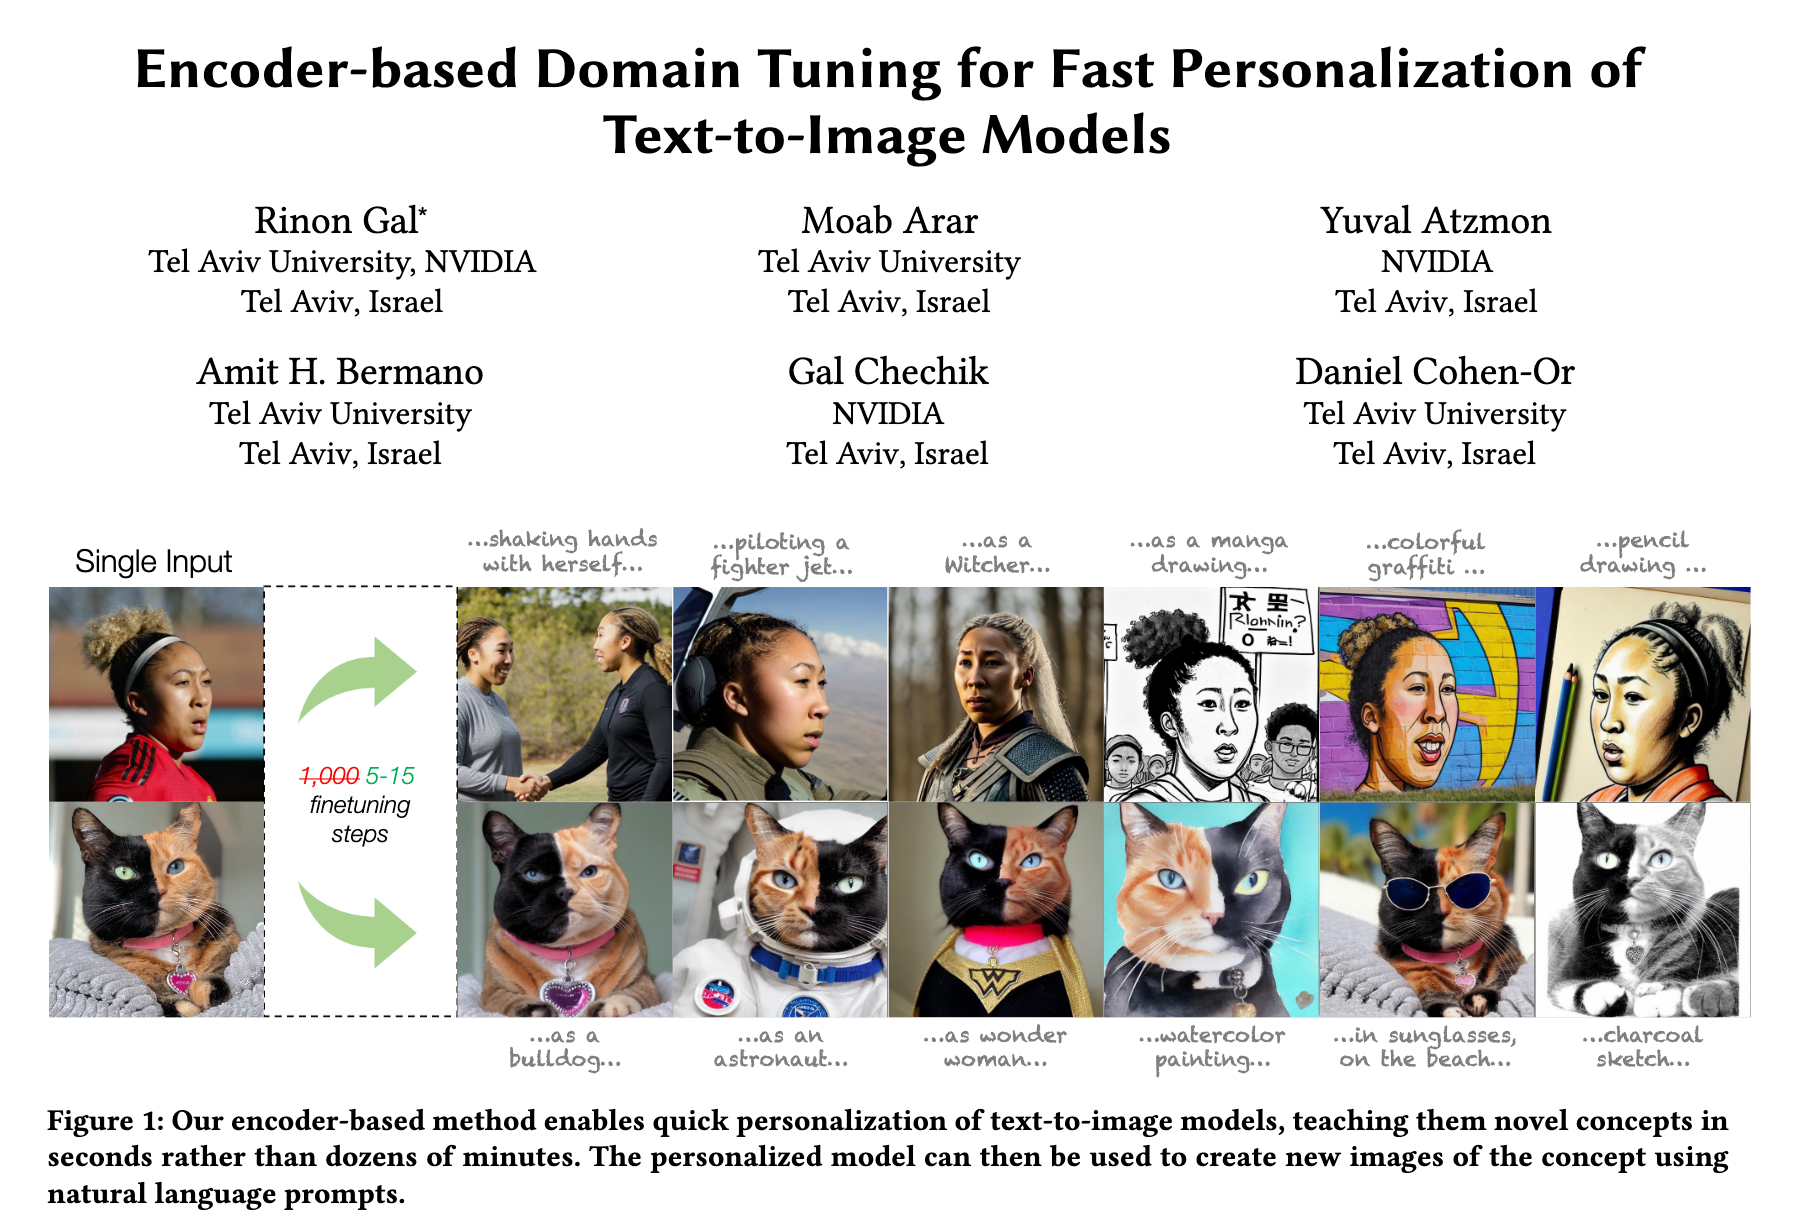 Encoder-based Domain Tuning for Fast Personalization of
Text-to-Image Models
Rinon Gal*
Tel Aviv University, NVIDIA
Tel Aviv, Israel
Moab Arar
Tel Aviv University
Tel Aviv, Israel
Yuval Atzmon
NVIDIA
Tel Aviv, Israel
Amit H. Bermano
Tel Aviv University
Tel Aviv, Israel
Gal Chechik
NVIDIA
Tel Aviv, Israel
Daniel Cohen-Or
Tel Aviv University
Tel Aviv, Israel
Single Input
...shaking hands
with herself...
...piloting a
fighter jet...
...as a
Witcher...
...as a manga
drawing...
...colorful
graffiti ...
...pencil
drawing ...
1,000 5-15
finetuning
steps
W
...as a
bulldog...
...as an
astronaut...
...as wonder
woman...
...watercolor
painting...
...in sunglasses,
on the beach...
...charcoal
sketch...
Figure 1: Our encoder-based method enables quick personalization of text-to-image models, teaching them novel concepts in
seconds rather than dozens of minutes. The personalized model can then be used to create new images of the concept using
natural language prompts.